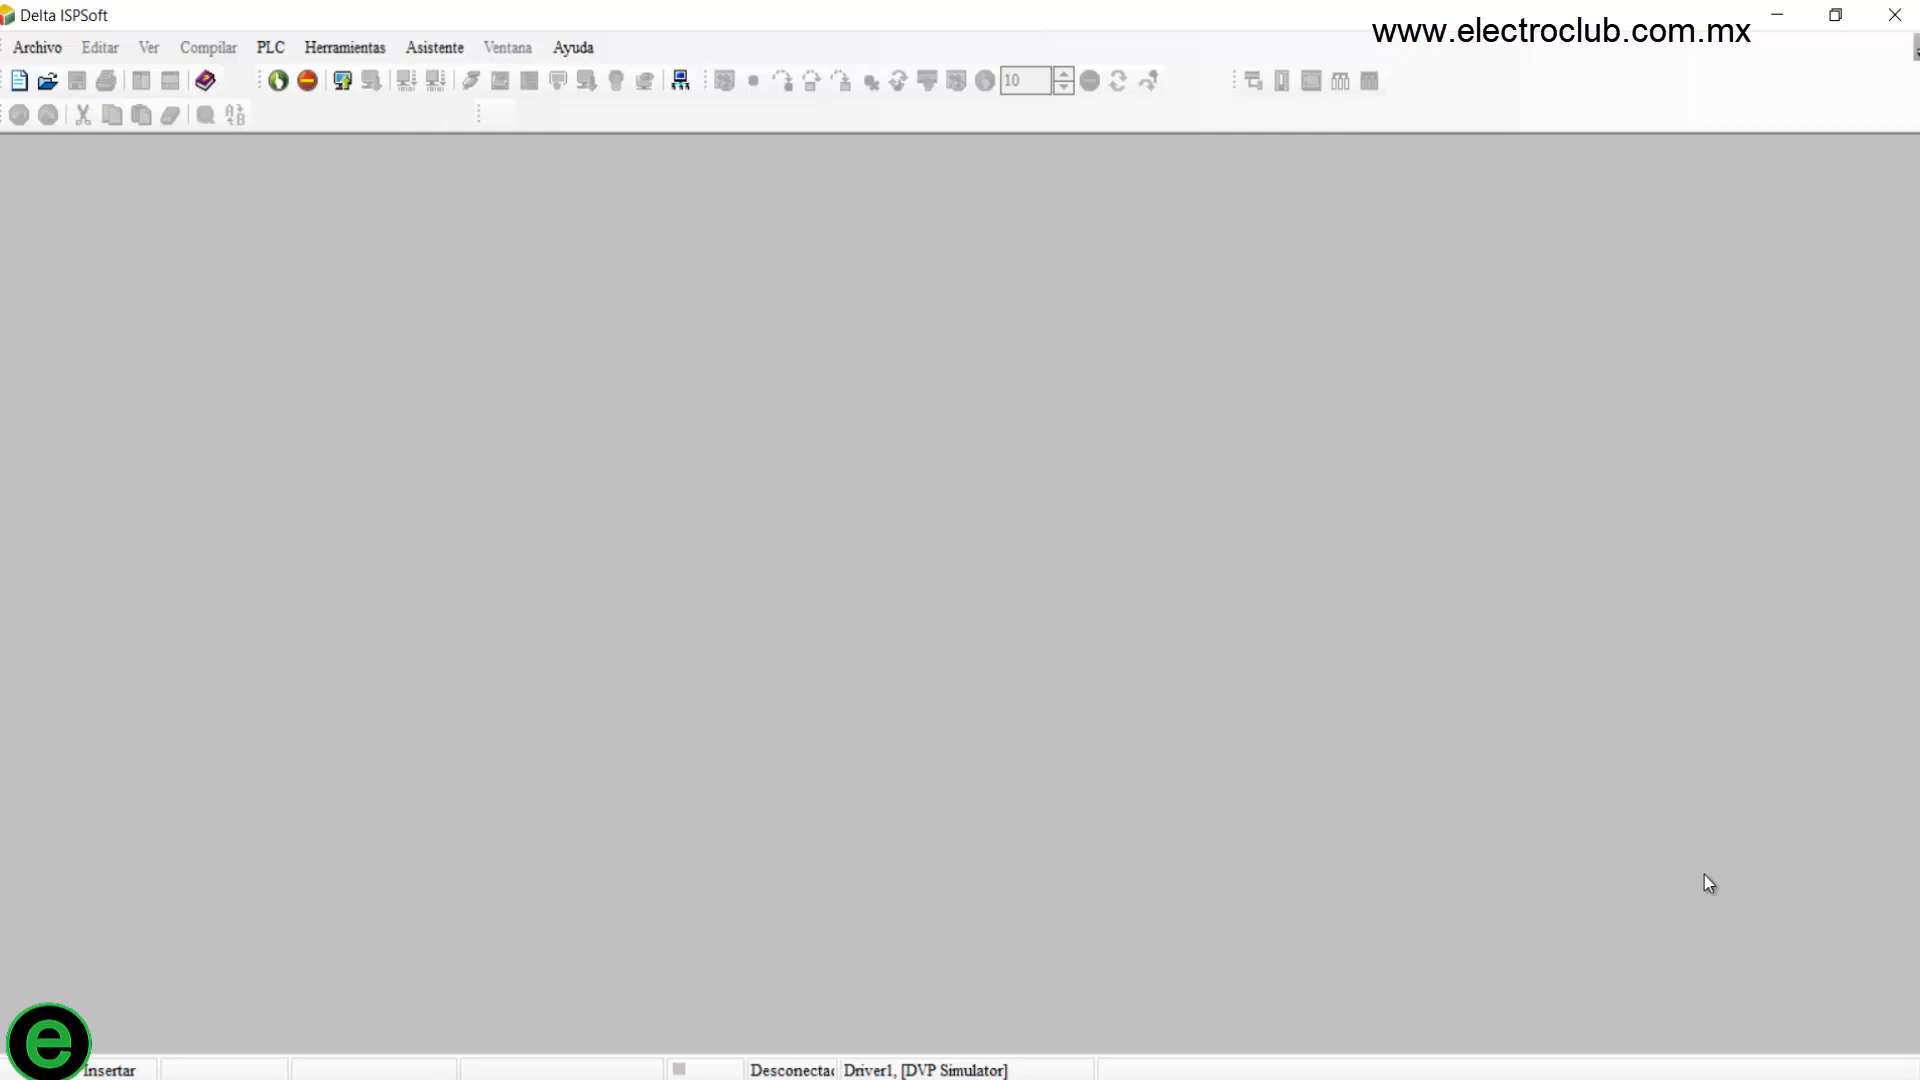 Delta ISPSoft
www.electroclub.com.mx
Archivo Editar Ver Compilar PLC Herramientas Asistente Ventana Ayuda
10
e
Insertar
Desconectad Driver1, [DVP Simulator]